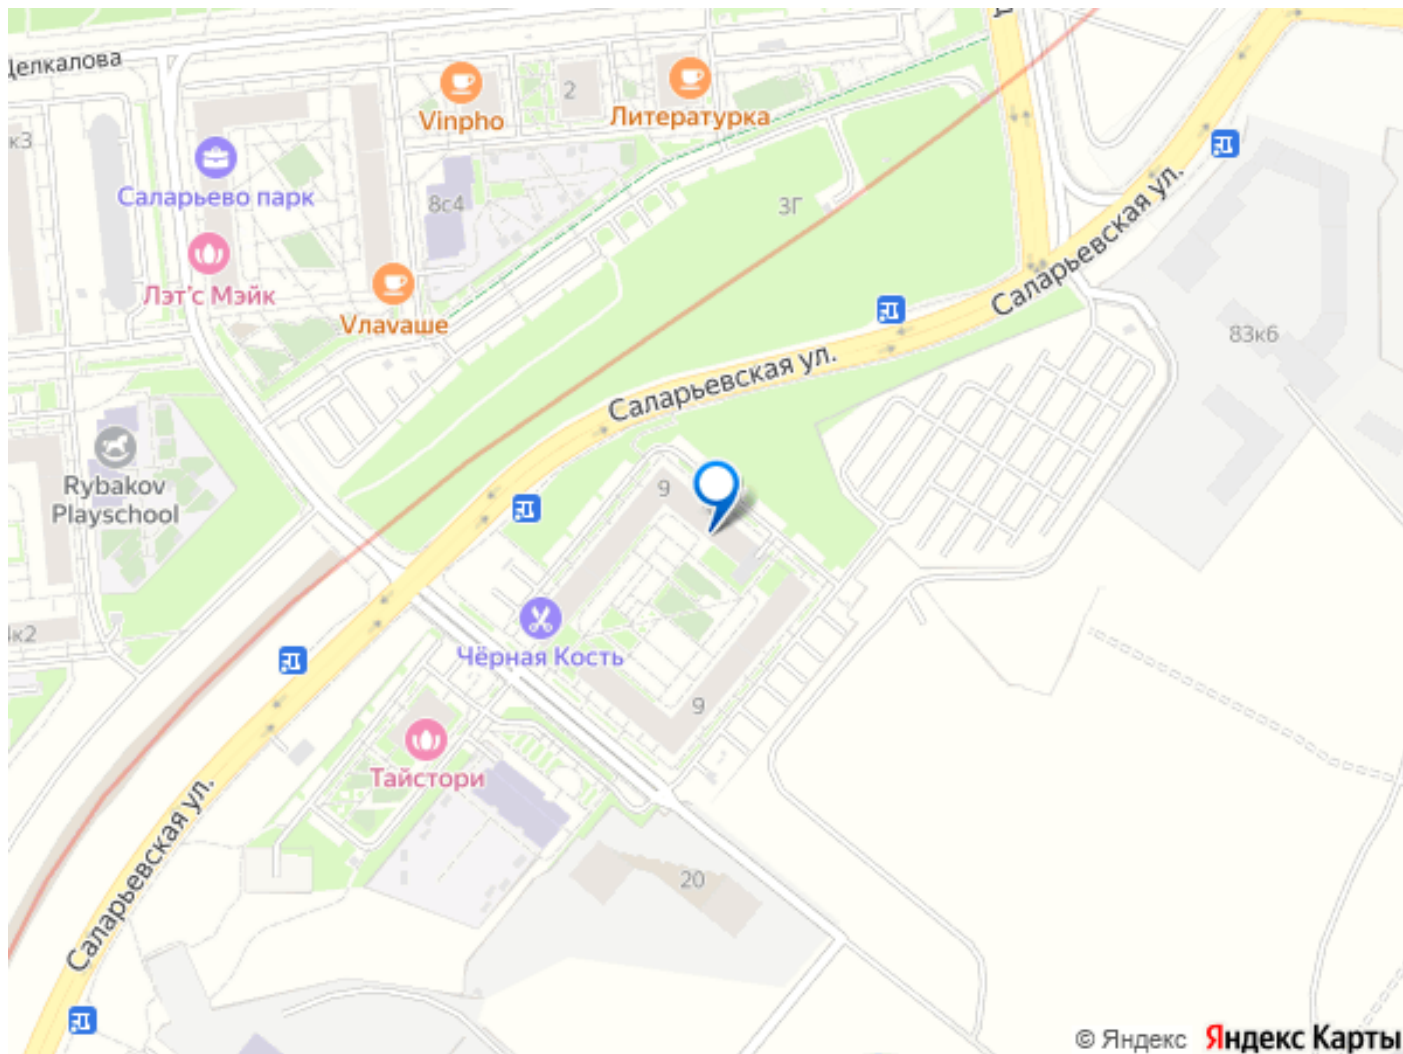 к3
Vinpho
2
Литературка
Саларьево парк
8с4
3Г
Лэт'с Мэйк
Vлаvаше
Саларьевская ул.
83к6
Саларьевская ул.
Rybakov
Playschool
9
Чёрная Кость
к2
9
Тайстори
Саларьевская ул.
20
© Яндекс Яндекс Карты